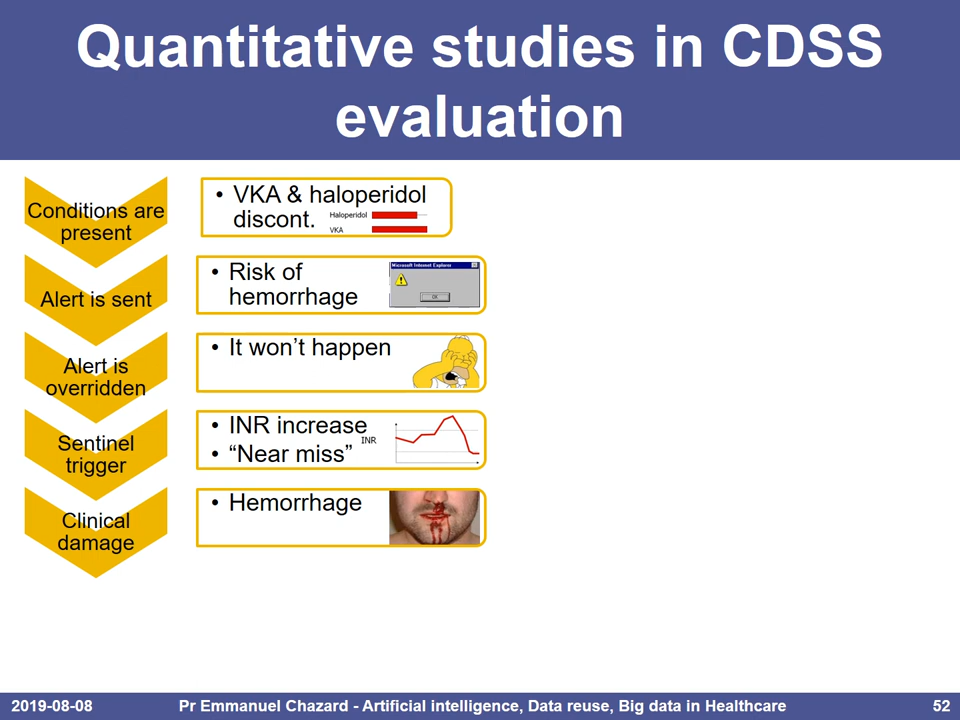 Quantitative studies in CDSS
evaluation
Conditions are
present
• VKA & haloperidol
discont.
Haloperidol
VKA
Alert is sent
• Risk of
hemorrhage
Microsoft Internet Explorer
OK
Alert is
overridden
• It won’t happen
Sentinel
trigger
• INR increase
• “Near miss”
INR
Clinical
damage
• Hemorrhage
2019-08-08
Pr Emmanuel Chazard - Artificial intelligence, Data reuse, Big data in Healthcare
52